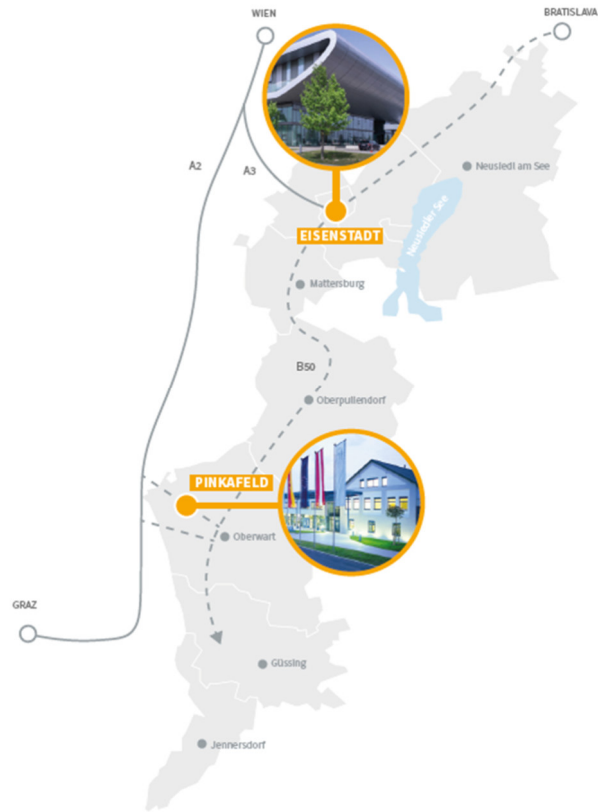 WIEN
BRATISLAVA
A2
A3
Neusiedl am See
Neusiedler See
EISENSTADT
Mattersburg
B50
Oberpullendorf
PINKAFELD
Oberwart
GRAZ
Güssing
Jennersdorf